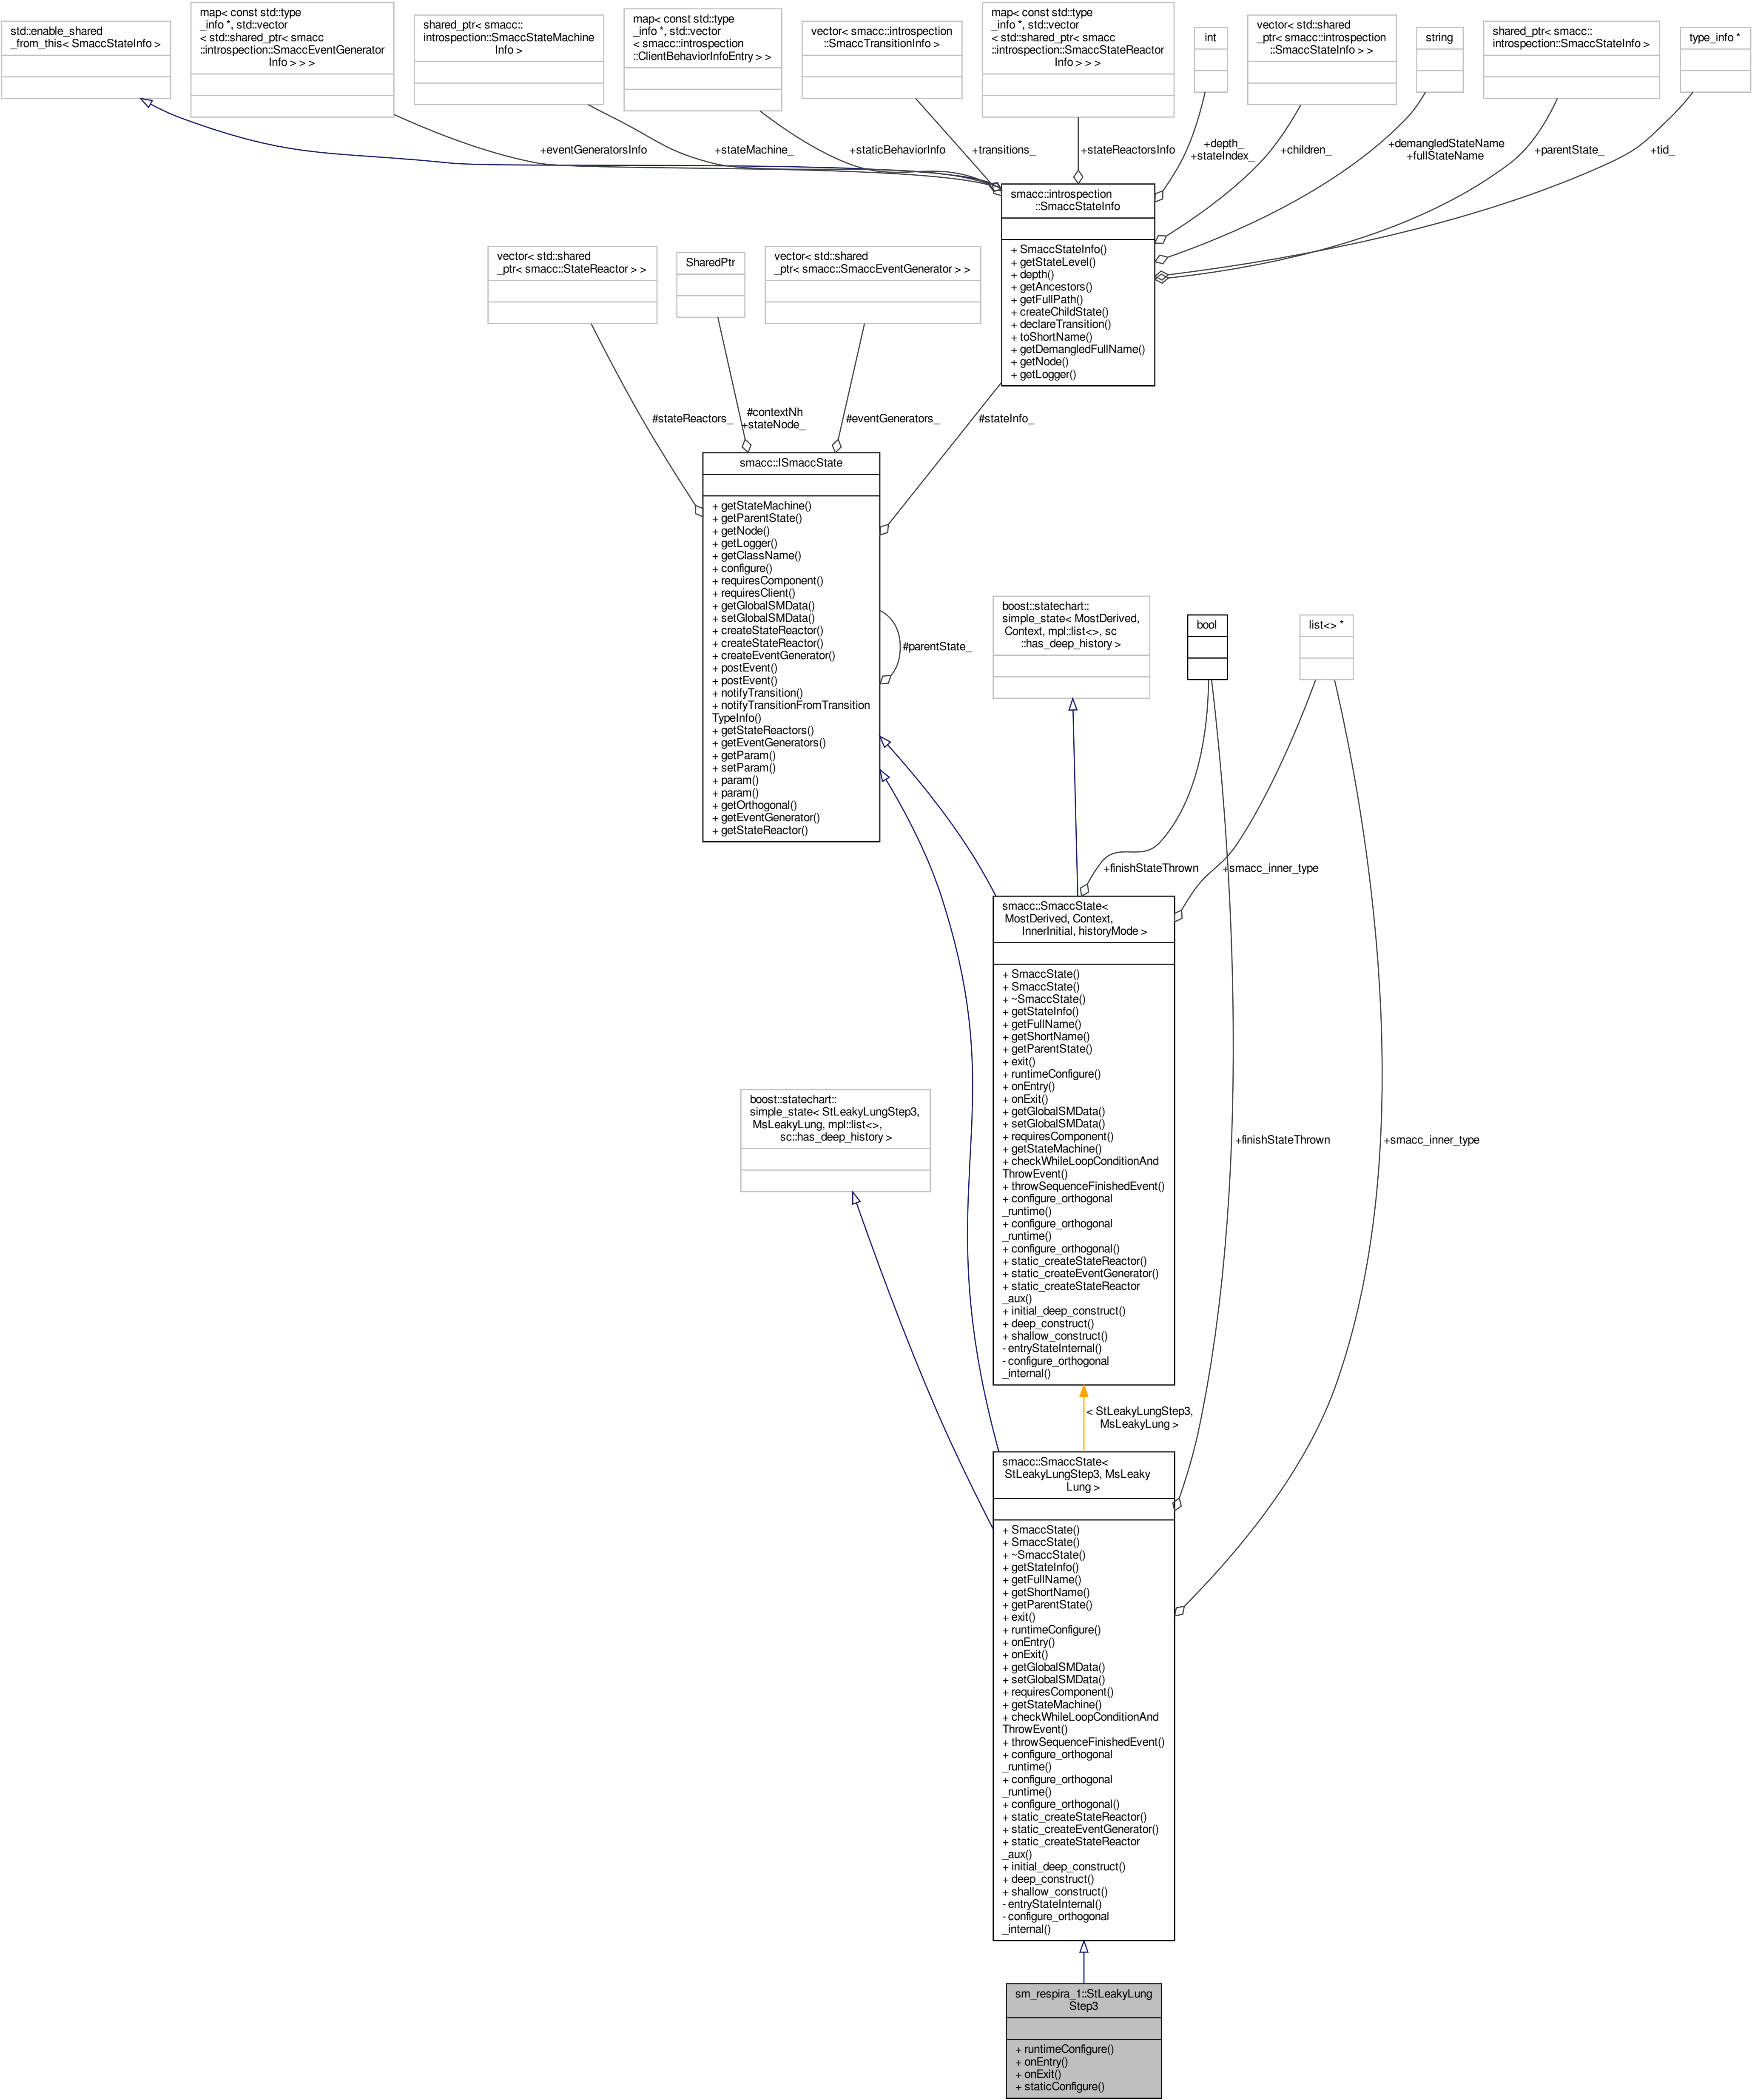 std::enable_shared
_from_this< SmaccStateInfo >
map< const std::type
_info *, std::vector
< std::shared_ptr< smacc
::introspection::SmaccEventGenerator
Info > > >
shared_ptr< smacc::
introspection::SmaccStateMachine
Info >
map< const std::type
_info *, std::vector
< smacc::introspection
::ClientBehaviorInfoEntry > >
vector< smacc::introspection
::SmaccTransitionInfo >
map< const std::type
_info *, std::vector
< std::shared_ptr< smacc
::introspection::SmaccStateReactor
Info > > >
int
vector< std::shared
_ptr< smacc::introspection
::SmaccStateInfo > >
string
shared_ptr< smacc::
introspection::SmaccStateInfo >
type_info *
+eventGeneratorsInfo
+stateMachine_
+staticBehaviorInfo
+transitions_
+stateReactorsInfo
+depth_
+stateIndex_
+children_
+demangledStateName
+fullStateName
+parentState_
+tid_
smacc::introspection
::SmaccStateInfo
+ SmaccStateInfo()
+ getStateLevel()
+ depth()
+ getAncestors()
+ getFullPath()
+ createChildState()
+ declareTransition()
+ toShortName()
+ getDemangledFullName()
+ getNode()
+ getLogger()
vector< std::shared
_ptr< smacc::StateReactor > >
SharedPtr
vector< std::shared
_ptr< smacc::SmaccEventGenerator > >
#stateReactors_
#contextNh
+stateNode_
#eventGenerators_
#stateInfo_
smacc::ISmaccState
+ getStateMachine()
+ getParentState()
+ getNode()
+ getLogger()
+ getClassName()
+ configure()
+ requiresComponent()
+ requiresClient()
+ getGlobalSMData()
+ setGlobalSMData()
+ createStateReactor()
+ createStateReactor()
+ createEventGenerator()
+ postEvent()
+ postEvent()
+ notifyTransition()
+ notifyTransitionFromTransition
TypeInfo()
+ getStateReactors()
+ getEventGenerators()
+ getParam()
+ setParam()
+ param()
+ param()
+ getOrthogonal()
+ getEventGenerator()
+ getStateReactor()
#parentState_
boost::statechart::
simple_state< MostDerived,
Context, mpl::list<>, sc
::has_deep_history >
bool
list<> *
+finishStateThrown
+smacc_inner_type
smacc::SmaccState<
MostDerived, Context,
InnerInitial, historyMode >
+ SmaccState()
+ SmaccState()
+ ~SmaccState()
+ getStateInfo()
+ getFullName()
+ getShortName()
+ getParentState()
+ exit()
+ runtimeConfigure()
+ onEntry()
+ onExit()
+ getGlobalSMData()
+ setGlobalSMData()
+ requiresComponent()
+ getStateMachine()
+ checkWhileLoopConditionAnd
ThrowEvent()
+ throwSequenceFinishedEvent()
+ configure_orthogonal
_runtime()
+ configure_orthogonal
_runtime()
+ configure_orthogonal()
+ static_createStateReactor()
+ static_createEventGenerator()
+ static_createStateReactor
_aux()
+ initial_deep_construct()
+ deep_construct()
+ shallow_construct()
- entryStateInternal()
- configure_orthogonal
_internal()
boost::statechart::
simple_state< StLeakyLungStep3,
MsLeakyLung, mpl::list<>,
sc::has_deep_history >
+finishStateThrown
+smacc_inner_type
< StLeakyLungStep3,
MsLeakyLung >
smacc::SmaccState<
StLeakyLungStep3, MsLeaky
Lung >
+ SmaccState()
+ SmaccState()
+ ~SmaccState()
+ getStateInfo()
+ getFullName()
+ getShortName()
+ getParentState()
+ exit()
+ runtimeConfigure()
+ onEntry()
+ onExit()
+ getGlobalSMData()
+ setGlobalSMData()
+ requiresComponent()
+ getStateMachine()
+ checkWhileLoopConditionAnd
ThrowEvent()
+ throwSequenceFinishedEvent()
+ configure_orthogonal
_runtime()
+ configure_orthogonal
_runtime()
+ configure_orthogonal()
+ static_createStateReactor()
+ static_createEventGenerator()
+ static_createStateReactor
_aux()
+ initial_deep_construct()
+ deep_construct()
+ shallow_construct()
- entryStateInternal()
- configure_orthogonal
_internal()
sm_respira_1::StLeakyLung
Step3
+ runtimeConfigure()
+ onEntry()
+ onExit()
+ staticConfigure()